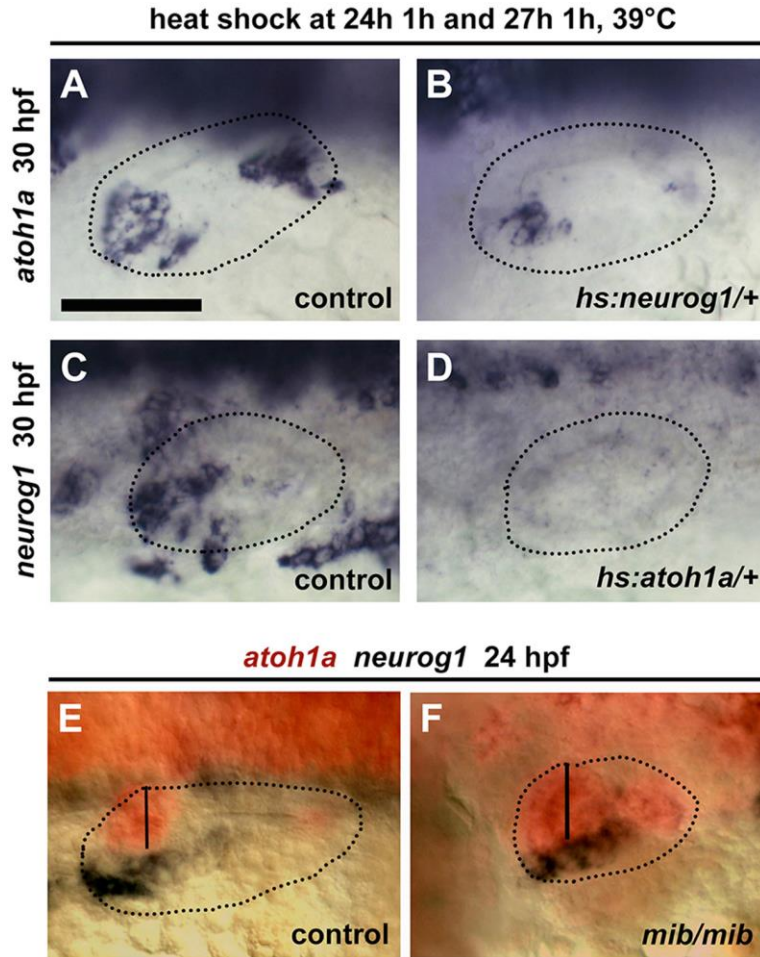 heat shock at 24h 1h and 27h 1h, 39°C
atoh1a 30 hpf
A
control
B
hs:neurog1/+
neurog1 30 hpf
C
control
D
hs:atoh1a/+
atoh1a neurog1 24 hpf
E
control
F
mib/mib